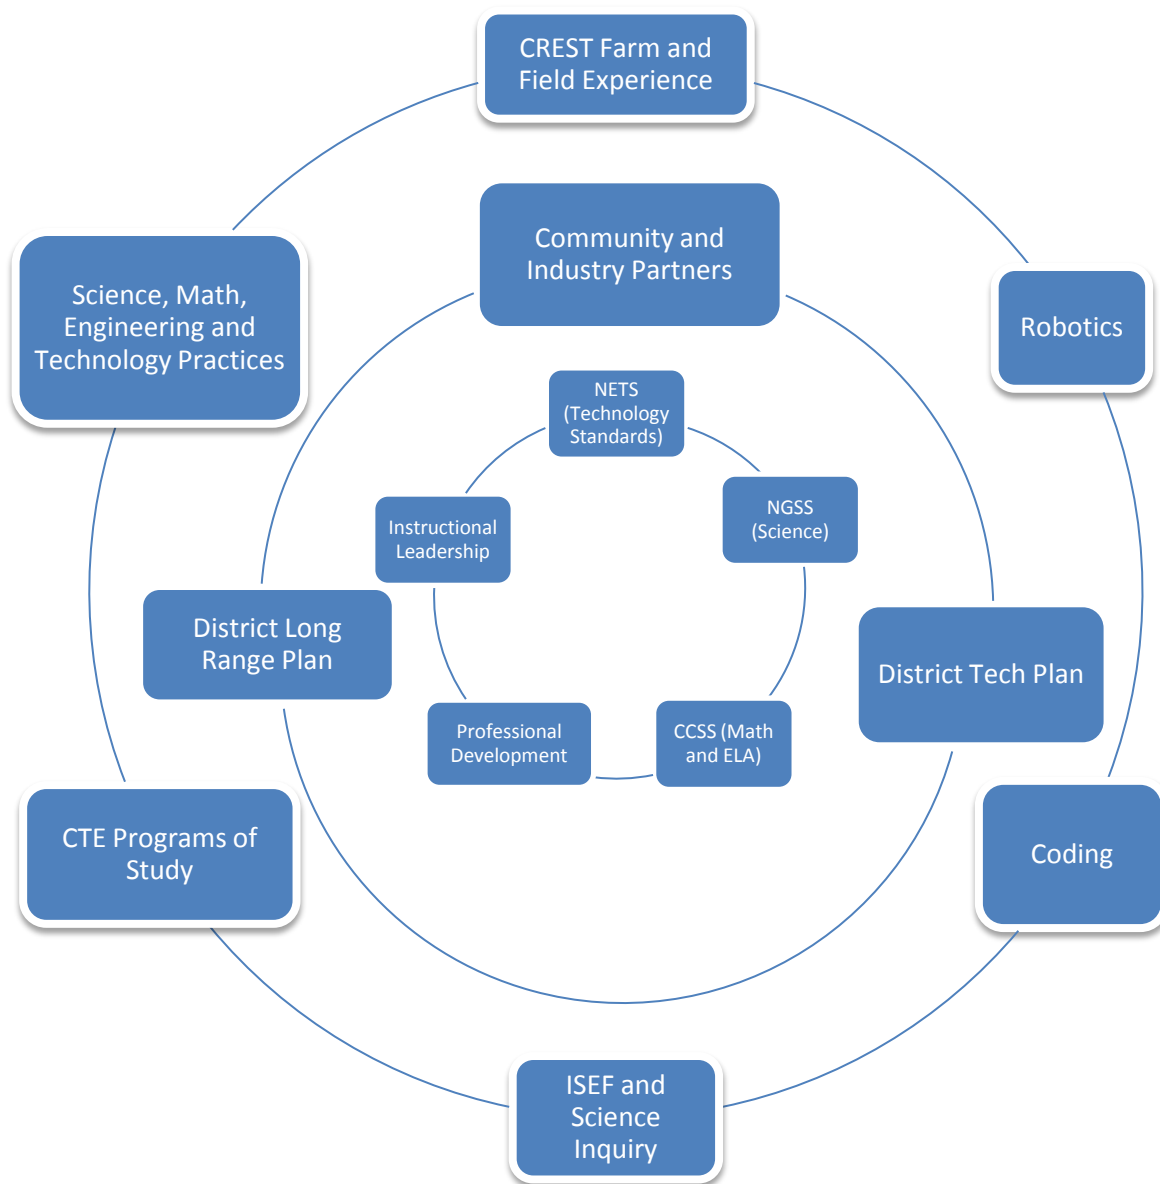 CREST Farm and
Field Experience
Community and
Industry Partners
Science, Math,
Engineering and
Technology Practices
Robotics
NETS
(Technology
Standards)
NGSS
(Science)
Instructional
Leadership
District Long
Range Plan
District Tech Plan
Professional
Development
CCSS (Math
and ELA)
CTE Programs of
Study
Coding
ISEF and
Science
Inquiry